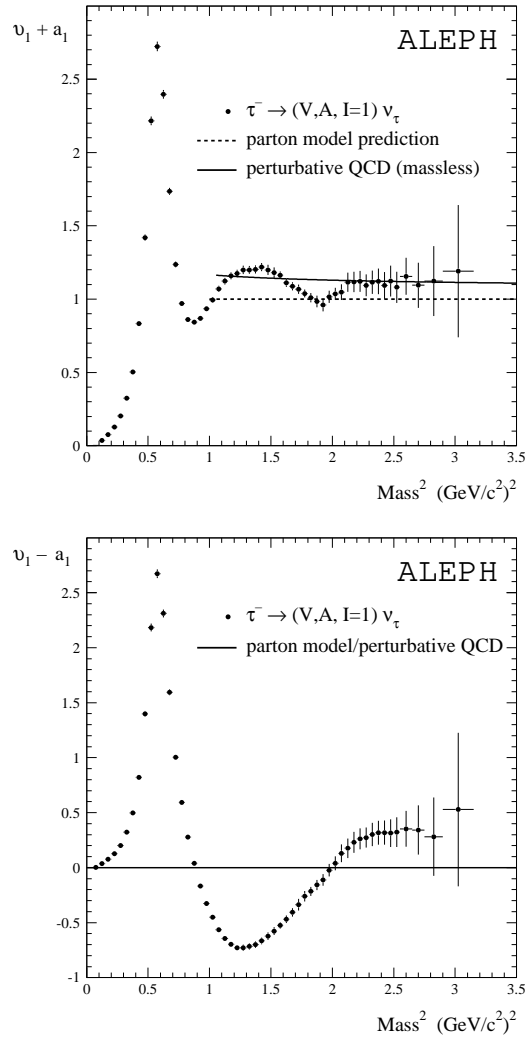 υ₁ + a₁
ALEPH
τ⁻ → (V,A, I=1) ν_τ
parton model prediction
perturbative QCD (massless)
2.5
2
1.5
1
0.5
0
0 0.5 1 1.5 2 2.5 3 3.5
Mass² (GeV/c²)²
υ₁ − a₁
ALEPH
τ⁻ → (V,A, I=1) ν_τ
parton model/perturbative QCD
2.5
2
1.5
1
0.5
0
-0.5
-1
0 0.5 1 1.5 2 2.5 3 3.5
Mass² (GeV/c²)²